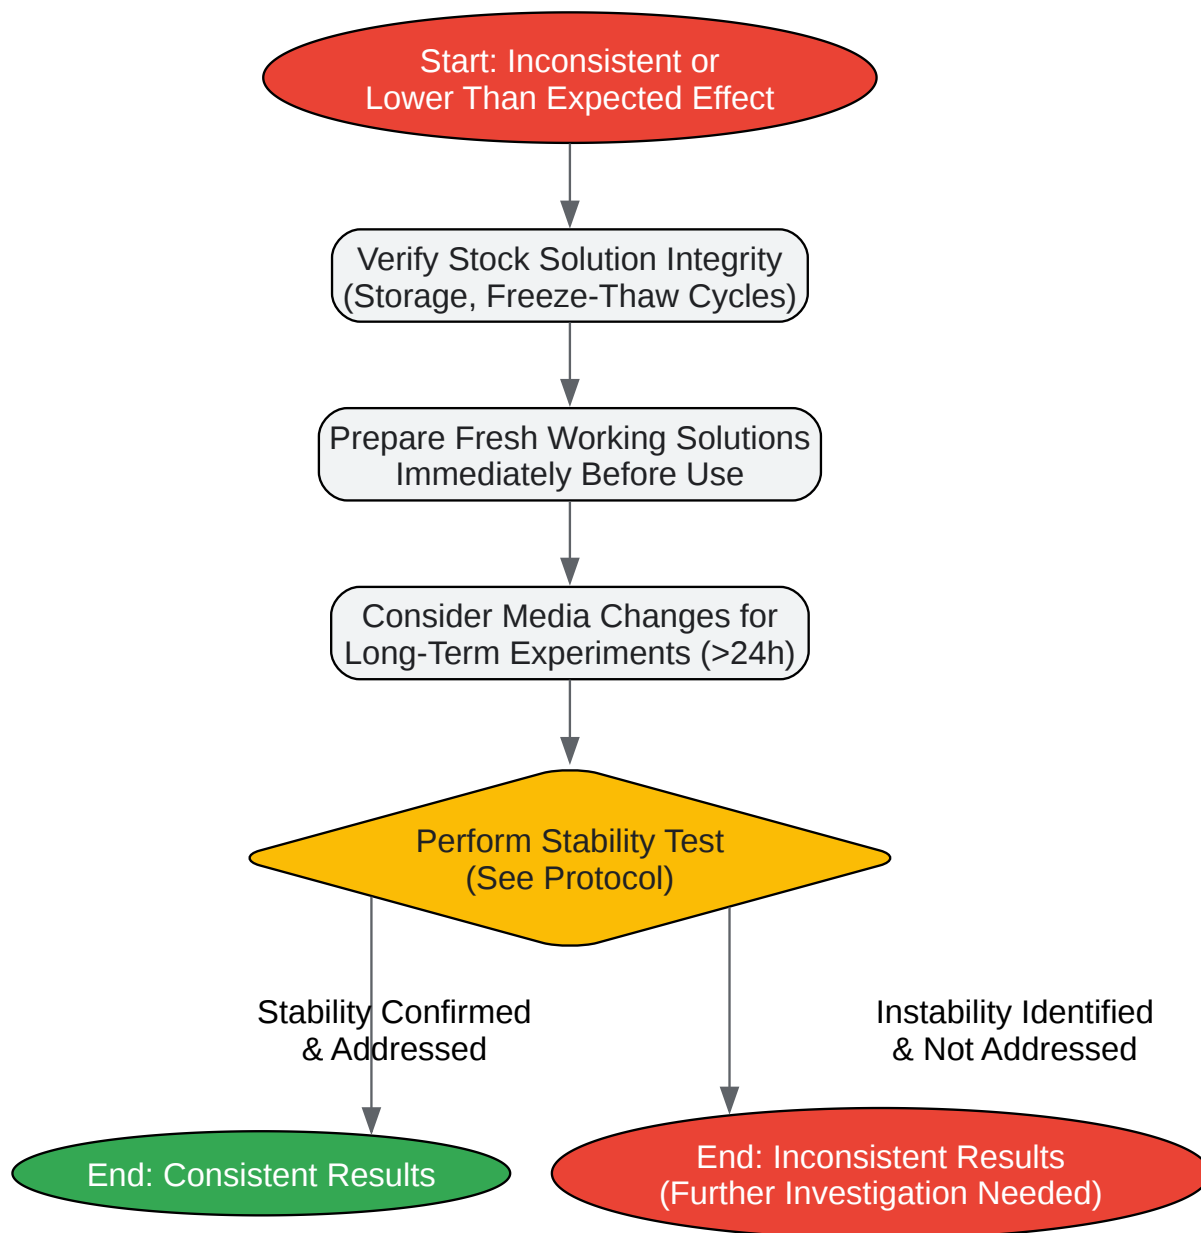 Start: Inconsistent or
Lower Than Expected Effect
Verify Stock Solution Integrity
(Storage, Freeze-Thaw Cycles)
Prepare Fresh Working Solutions
Immediately Before Use
Consider Media Changes for
Long-Term Experiments (>24h)
Perform Stability Test
(See Protocol)
Stability Confirmed
& Addressed
Instability Identified
& Not Addressed
End: Consistent Results
End: Inconsistent Results
(Further Investigation Needed)